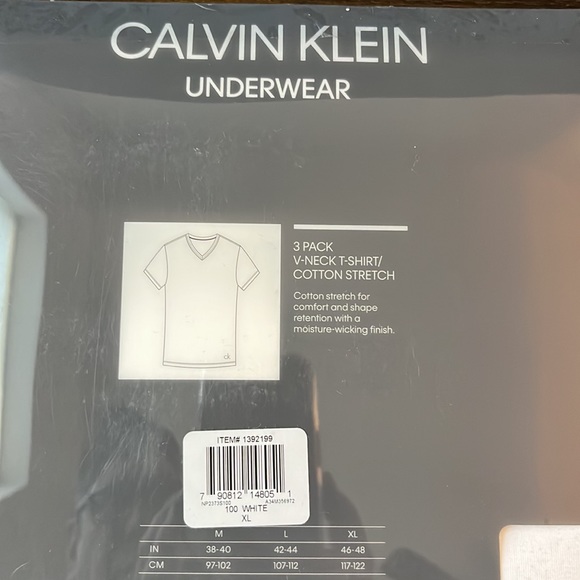 CALVIN KLEIN
UNDERWEAR
3 PACK
V-NECK T-SHIRT/
COTTON STRETCH
Cotton stretch for
comfort and shape
retention with a
moisture-wicking finish.
ck
ITEM# 1392199
7 90812 14805 1
NP2373S100 A34M356972
100 WHITE
XL
M L XL
IN 38-40 42-44 46-48
CM 97-102 107-112 117-122